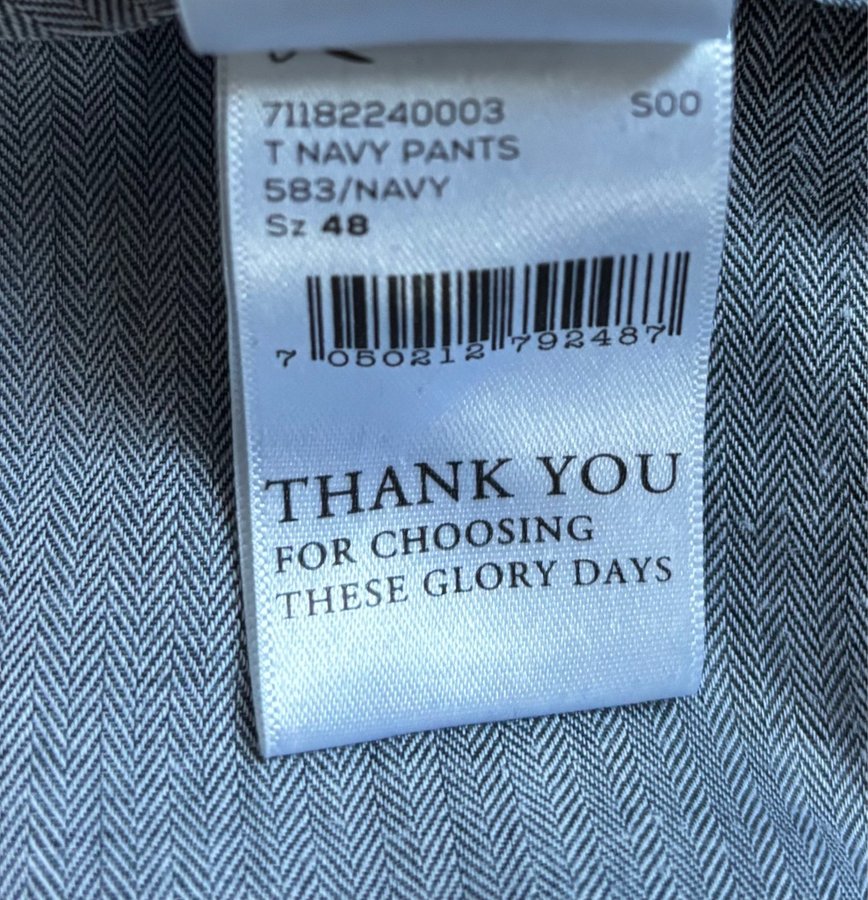 71182240003 S00
T NAVY PANTS
583/NAVY
Sz 48
7 050212 792487
THANK YOU
FOR CHOOSING
THESE GLORY DAYS